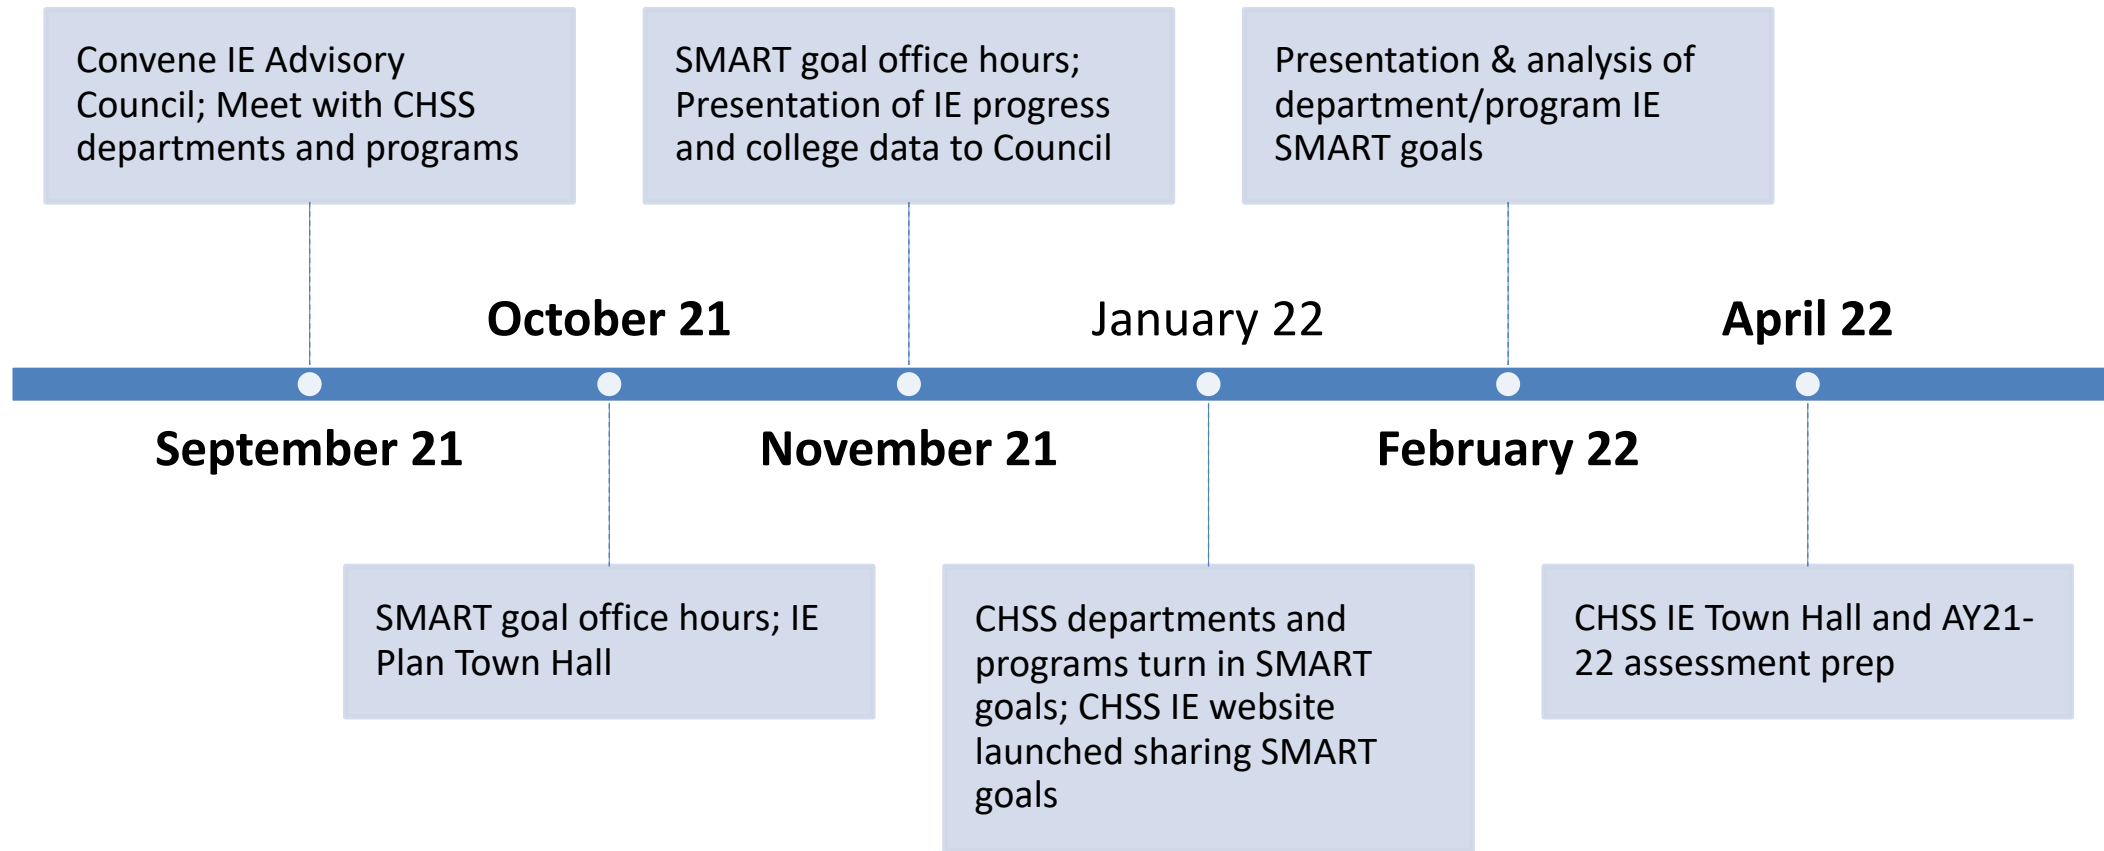 Convene IE Advisory
Council; Meet with CHSS
departments and programs
SMART goal office hours;
Presentation of IE progress
and college data to Council
Presentation & analysis of
department/program IE
SMART goals
October 21
January 22
April 22
September 21
November 21
February 22
SMART goal office hours; IE
Plan Town Hall
CHSS departments and
programs turn in SMART
goals; CHSS IE website
launched sharing SMART
goals
CHSS IE Town Hall and AY21-
22 assessment prep